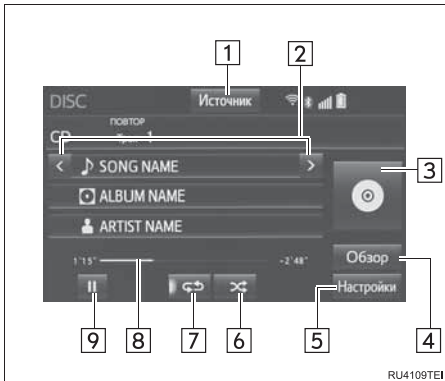 1
2
DISC
Источник
ПОВТОР
CD
1
SONG NAME
3
ALBUM NAME
ARTIST NAME
1'15"
-2'48"
Обзор
Настройки
9
8
7
6
5
4
RU4109TEI